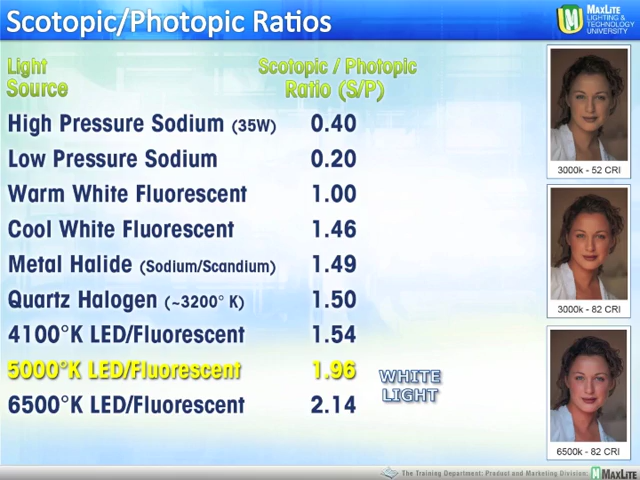 Scotopic/Photopic Ratios
MAXLITE
LIGHTING &
TECHNOLOGY
UNIVERSITY
Light
Source
Scotopic / Photopic
Ratio (S/P)
High Pressure Sodium (35W) 0.40
Low Pressure Sodium 0.20
Warm White Fluorescent 1.00
Cool White Fluorescent 1.46
Metal Halide (Sodium/Scandium) 1.49
Quartz Halogen (~3200° K) 1.50
4100°K LED/Fluorescent 1.54
5000°K LED/Fluorescent 1.96
WHITE
LIGHT
6500°K LED/Fluorescent 2.14
3000k - 52 CRI
3000k - 82 CRI
6500k - 82 CRI
The Training Department: Product and Marketing Division: MAXLITE